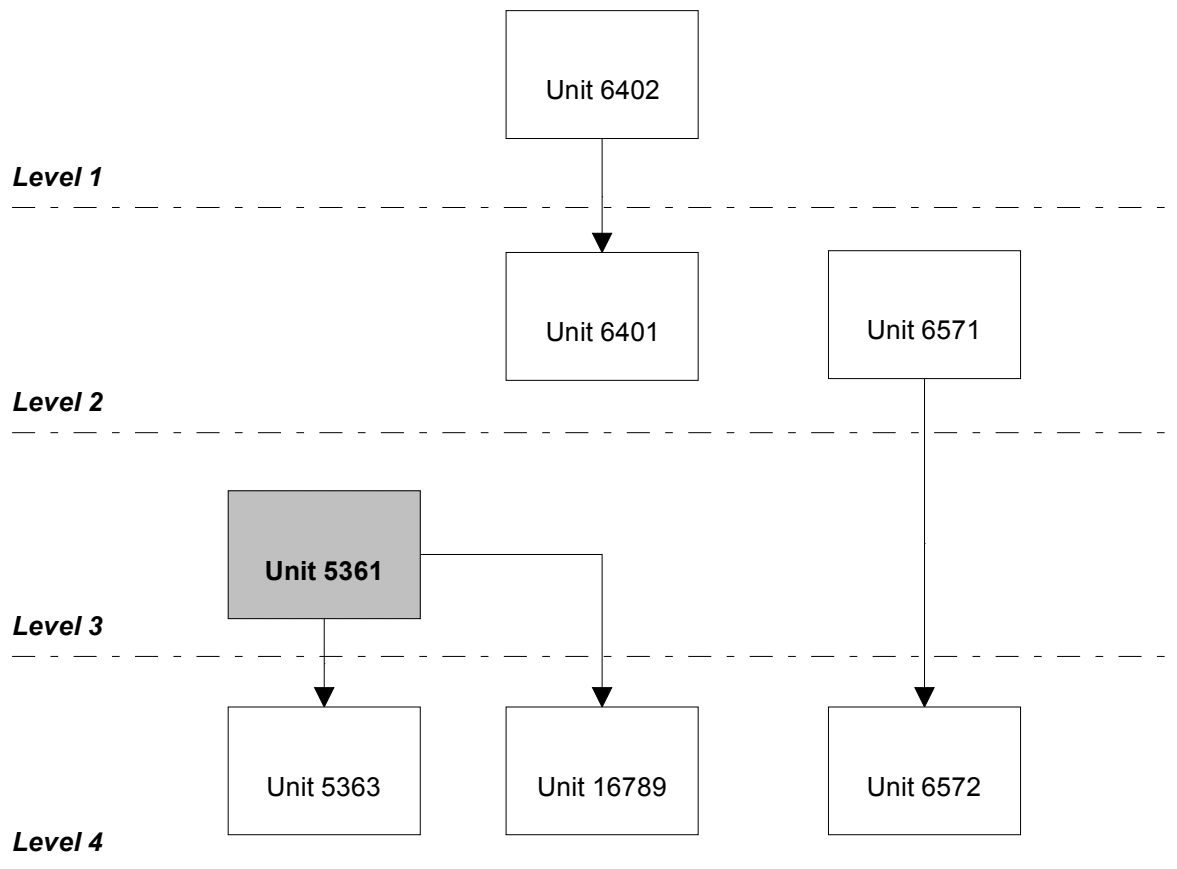 Unit 6402
Level 1
Unit 6401
Unit 6571
Level 2
Unit 5361
Level 3
Unit 5363
Unit 16789
Unit 6572
Level 4